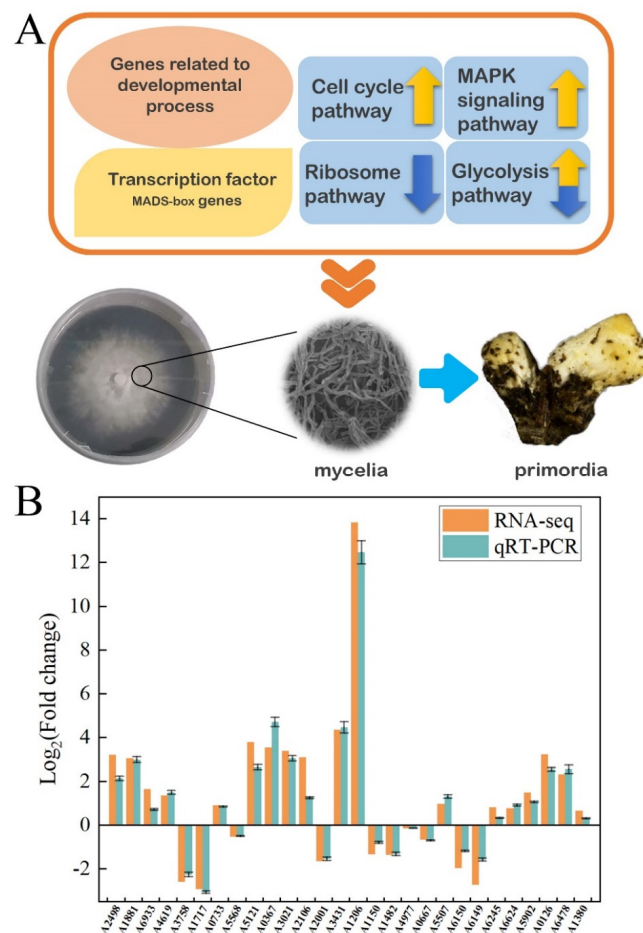 A
Genes related to
developmental
process
Cell cycle
pathway
MAPK
signaling
pathway
Transcription factor
MADS-box genes
Ribosome
pathway
Glycolysis
pathway
mycelia
primordia
B
RNA-seq
qRT-PCR
Log2(Fold change)
14
12
10
8
6
4
2
0
-2
A2498
A1881
A6933
A4619
A3758
A1717
A0733
A5568
A5121
A0367
A3021
A2106
A2001
A3431
A1206
A1150
A1482
A4977
A0667
A5507
A6150
A6149
A6245
A6624
A5902
A0126
A6478
A1380